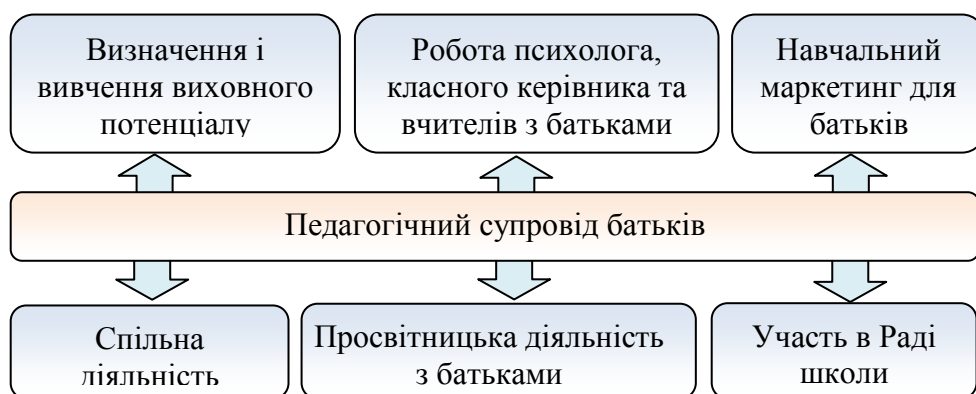 Визначення і
вивчення виховного
потенціалу
Робота психолога,
класного керівника та
вчителів з батьками
Навчальний
маркетинг для
батьків
Педагогічний супровід батьків
Спільна
діяльність
Просвітницька діяльність
з батьками
Участь в Раді
школи